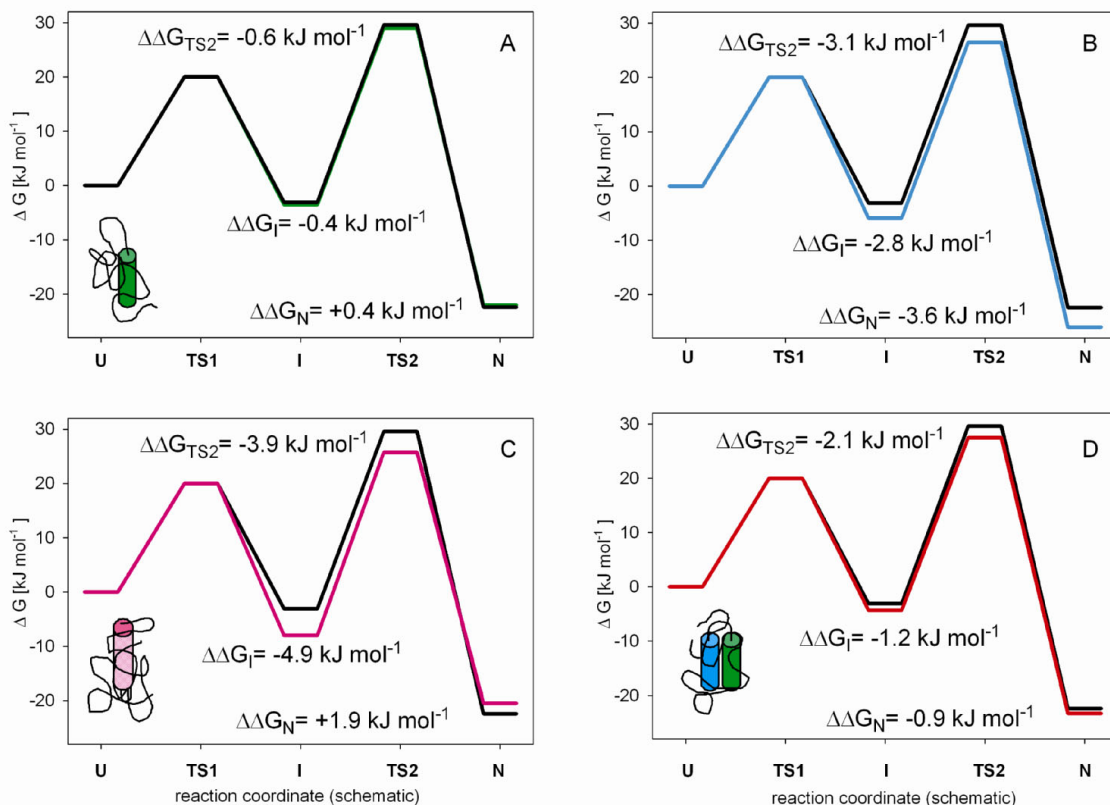 A
ΔΔG_TS2= -0.6 kJ mol⁻¹
30
20
10
0
-10
-20
Δ G [kJ mol⁻¹]
ΔΔG_I= -0.4 kJ mol⁻¹
ΔΔG_N= +0.4 kJ mol⁻¹
U TS1 I TS2 N
B
ΔΔG_TS2= -3.1 kJ mol⁻¹
30
20
10
0
-10
-20
Δ G [kJ mol⁻¹]
ΔΔG_I= -2.8 kJ mol⁻¹
ΔΔG_N= -3.6 kJ mol⁻¹
U TS1 I TS2 N
C
ΔΔG_TS2= -3.9 kJ mol⁻¹
30
20
10
0
-10
-20
Δ G [kJ mol⁻¹]
ΔΔG_I= -4.9 kJ mol⁻¹
ΔΔG_N= +1.9 kJ mol⁻¹
U TS1 I TS2 N
reaction coordinate (schematic)
D
ΔΔG_TS2= -2.1 kJ mol⁻¹
30
20
10
0
-10
-20
Δ G [kJ mol⁻¹]
ΔΔG_I= -1.2 kJ mol⁻¹
ΔΔG_N= -0.9 kJ mol⁻¹
U TS1 I TS2 N
reaction coordinate (schematic)